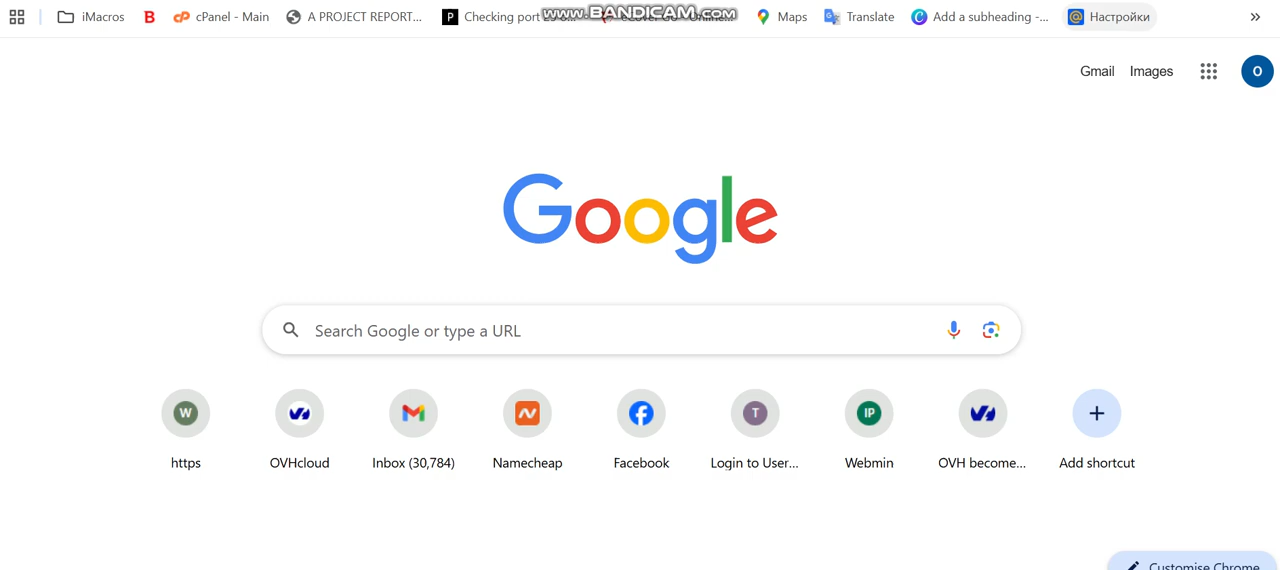 iMacros B cPanel - Main A PROJECT REPORT... P Checking port Maps Translate Add a subheading -... Настройки »
www.BANDICAM.com
Gmail Images O
Google
Search Google or type a URL
W IP
https OVHcloud Inbox (30,784) Namecheap Facebook Login to User... Webmin OVH become... Add shortcut
Customise Chrome